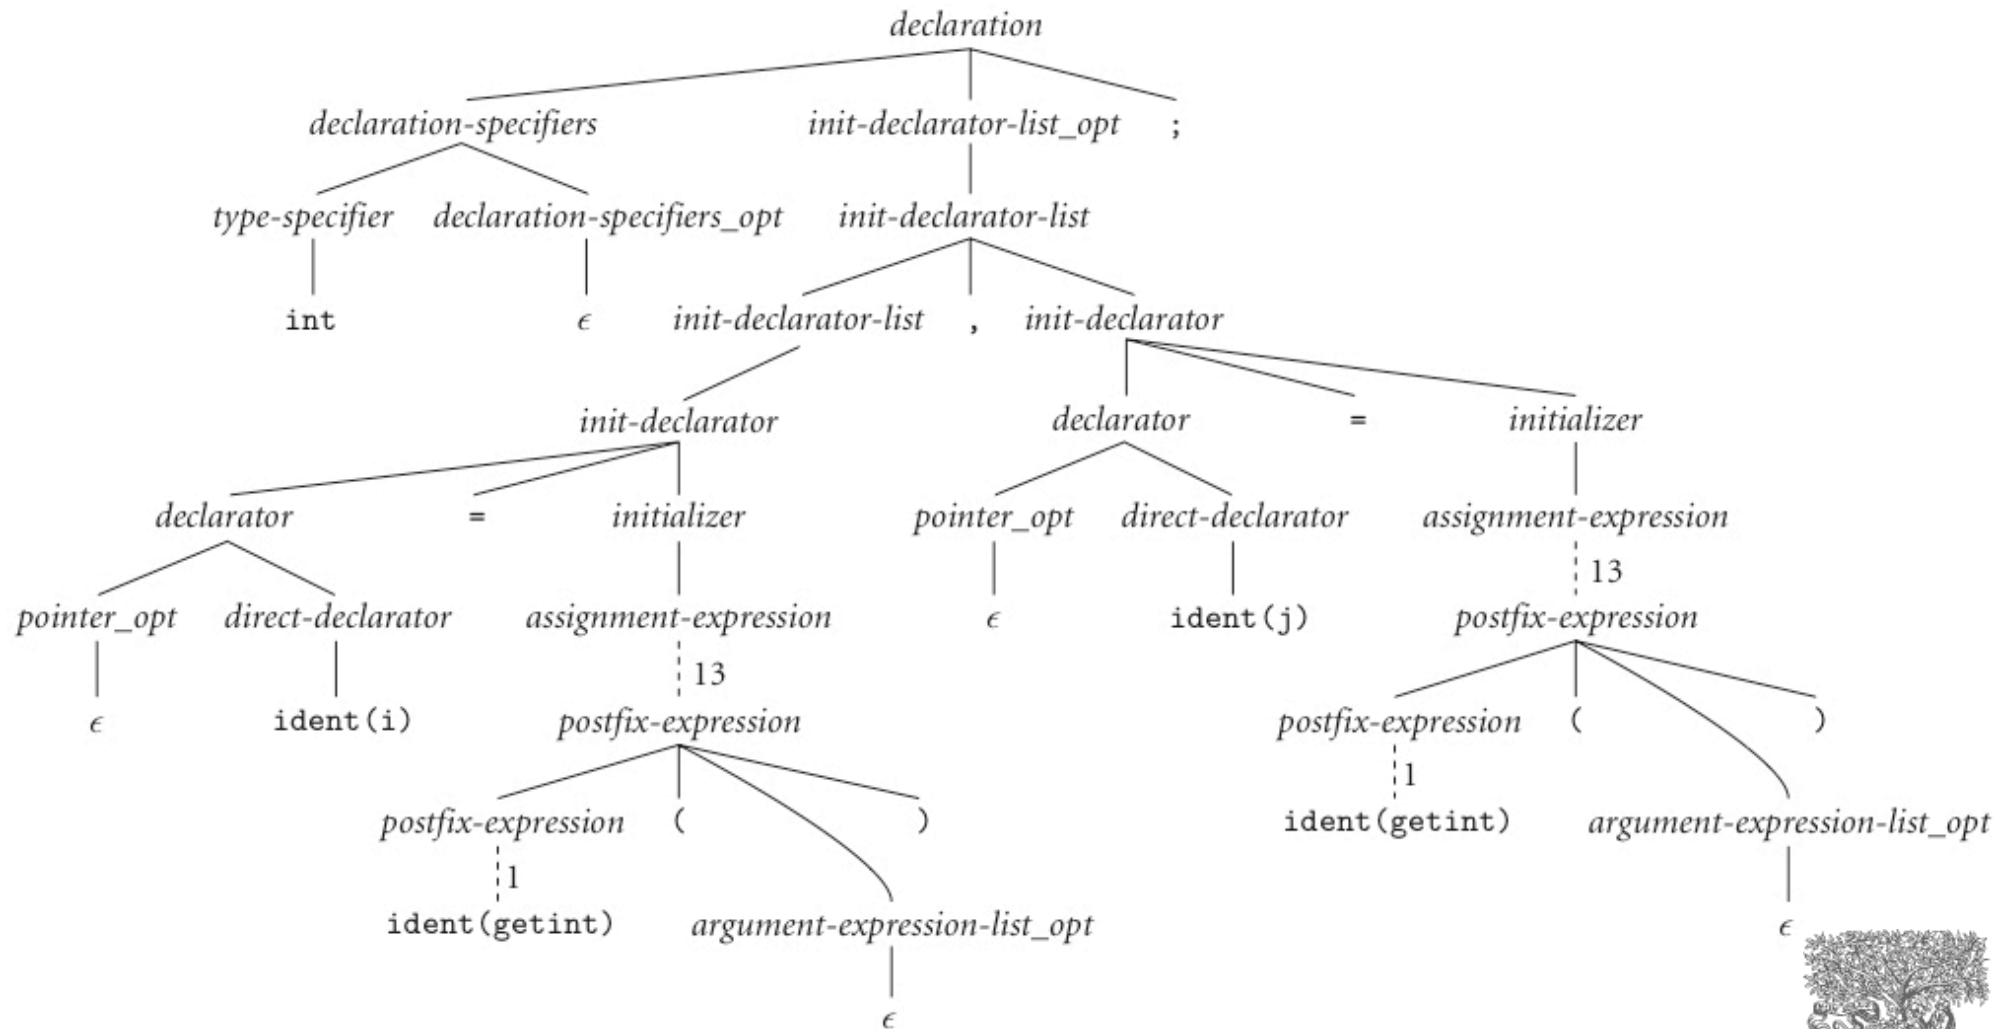 declaration
declaration-specifiers init-declarator-list_opt ;
type-specifier declaration-specifiers_opt init-declarator-list
int ϵ init-declarator-list , init-declarator
init-declarator declarator = initializer
declarator = initializer pointer_opt direct-declarator assignment-expression
13
pointer_opt direct-declarator assignment-expression ϵ ident(j) postfix-expression
13
ϵ ident(i) postfix-expression postfix-expression ( )
1
postfix-expression ( ) ident(getint) argument-expression-list_opt
1
ident(getint) argument-expression-list_opt ϵ
ϵ